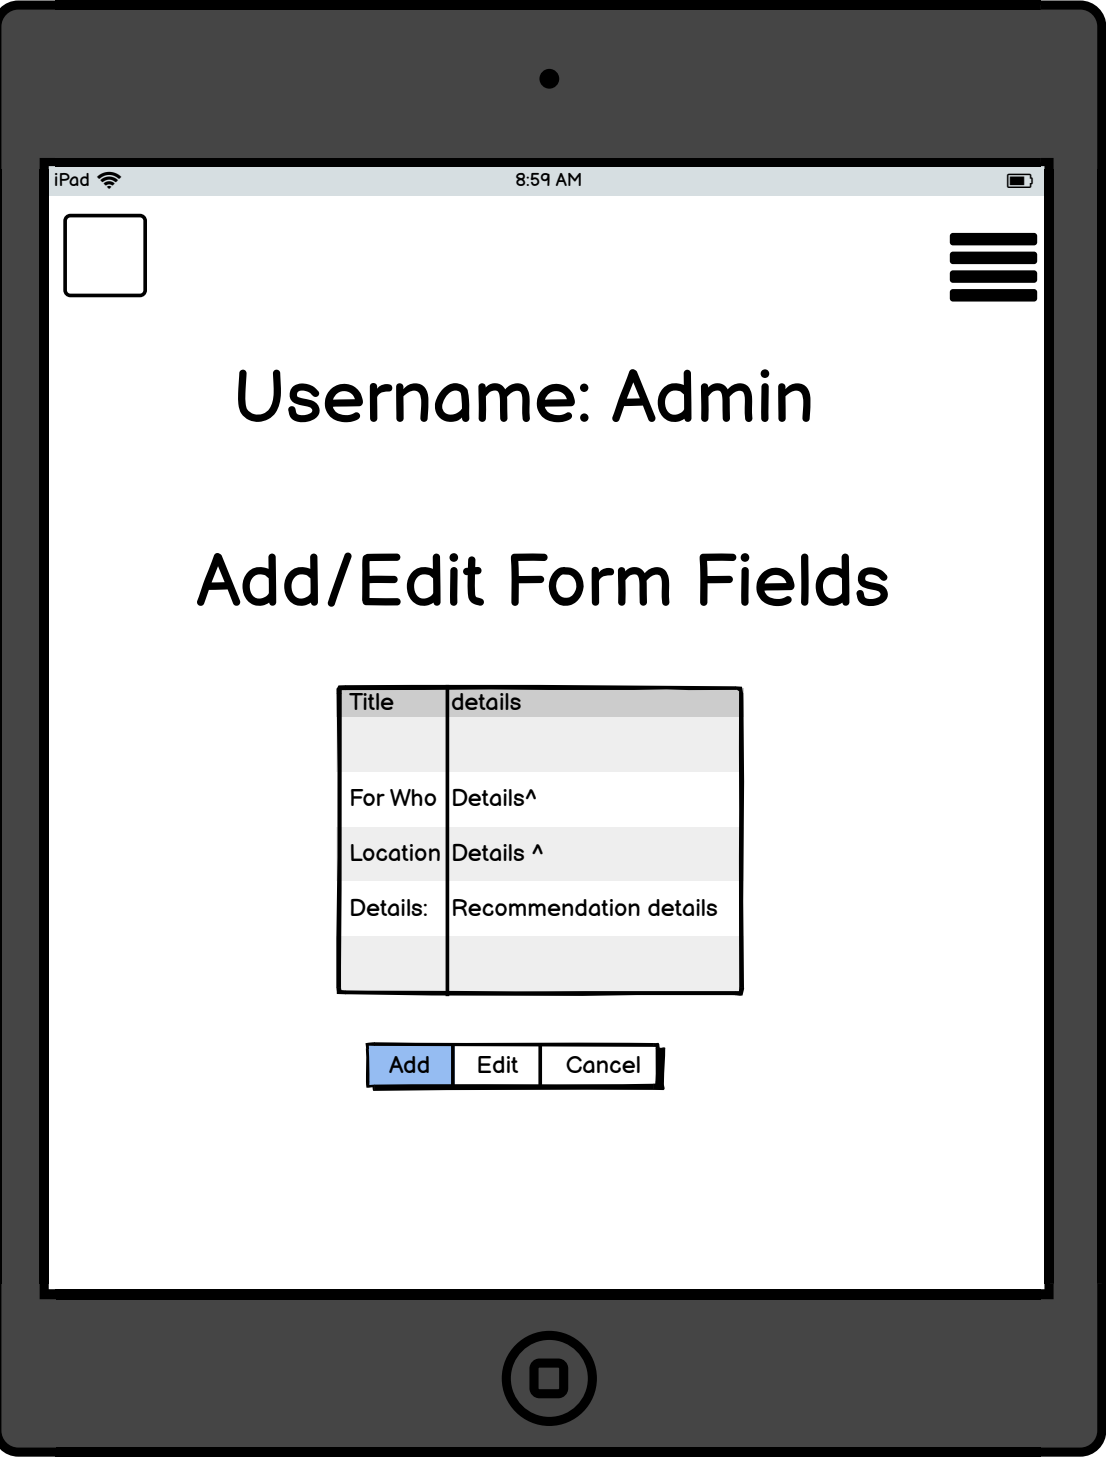 iPad 8:59 AM
Username: Admin
Add/Edit Form Fields
Title details
For Who Details^
Location Details ^
Details: Recommendation details
Add Edit Cancel